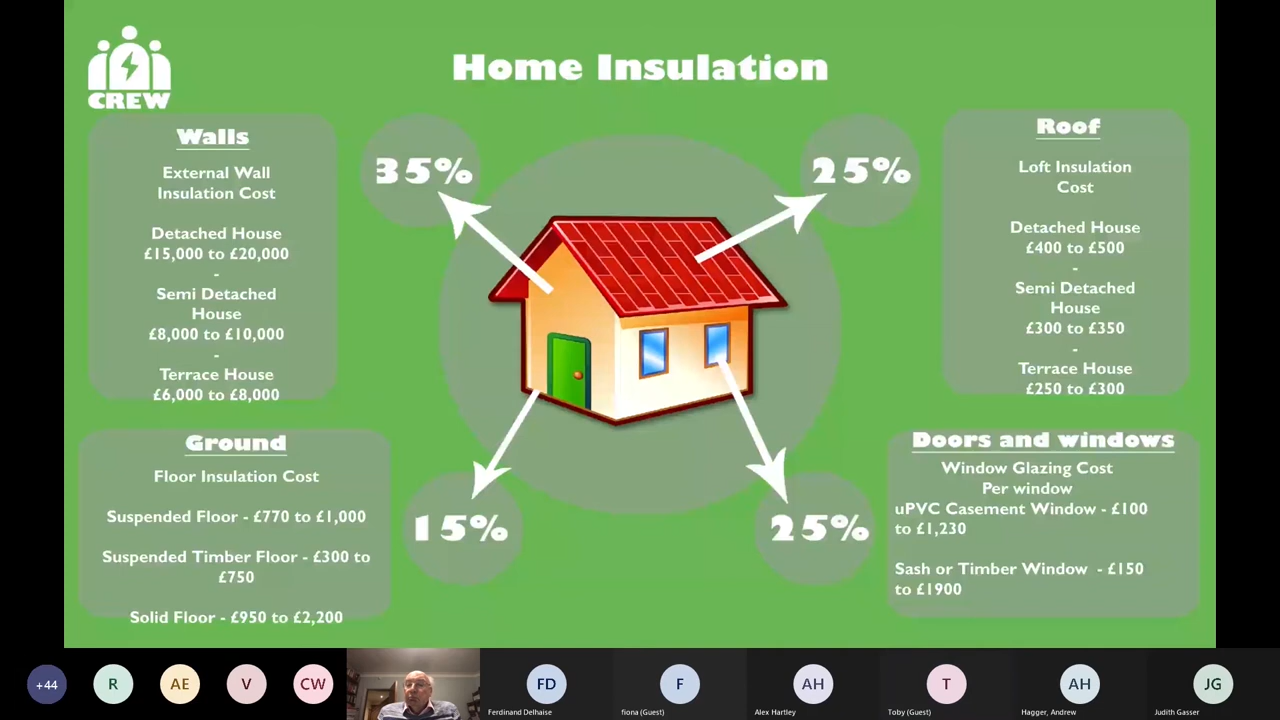 CREW
Home Insulation
Walls
External Wall
Insulation Cost
Detached House
£15,000 to £20,000
-
Semi Detached
House
£8,000 to £10,000
-
Terrace House
£6,000 to £8,000
35%
25%
Roof
Loft Insulation
Cost
Detached House
£400 to £500
-
Semi Detached
House
£300 to £350
-
Terrace House
£250 to £300
Ground
Floor Insulation Cost
Suspended Floor - £770 to £1,000
Suspended Timber Floor - £300 to
£750
Solid Floor - £950 to £2,200
15%
25%
Doors and windows
Window Glazing Cost
Per window
uPVC Casement Window - £100
to £1,230
Sash or Timber Window  - £150
to £1900
+44
R
AE
V
CW
FD
Ferdinand Delhaise
F
fiona (Guest)
AH
Alex Hartley
T
Toby (Guest)
AH
Hagger, Andrew
JG
Judith Gasser